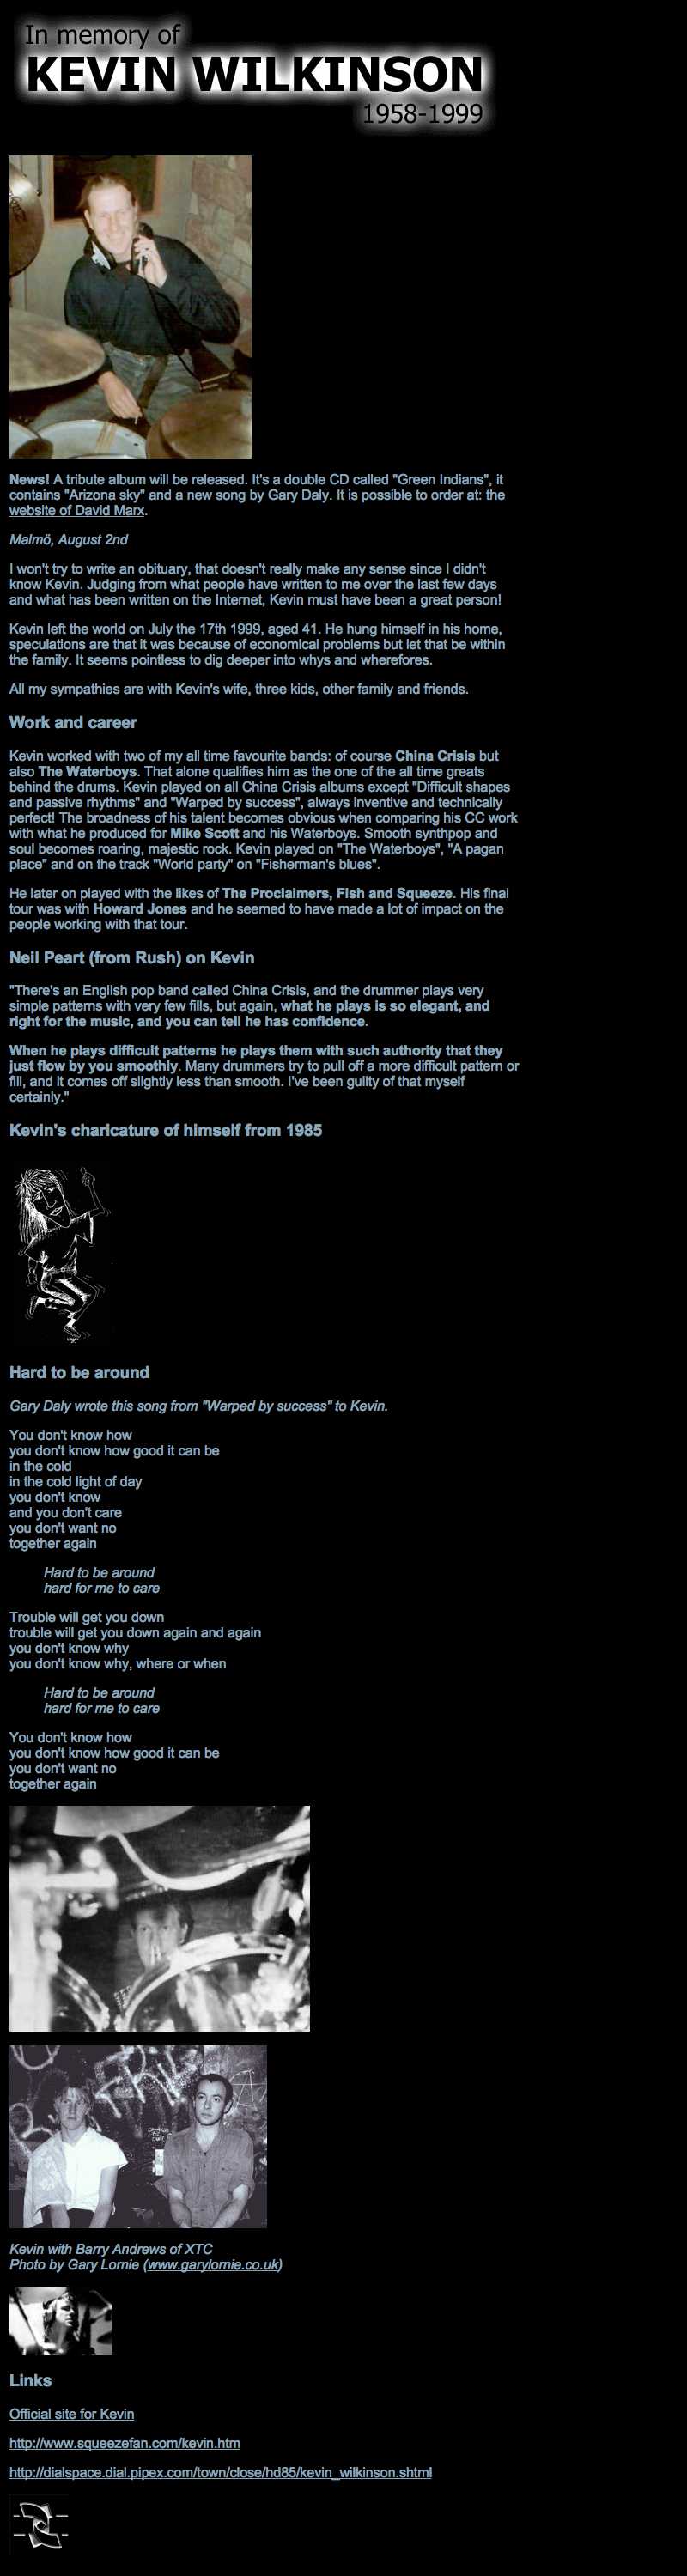 In memory of
KEVIN WILKINSON
1958-1999
News! A tribute album will be released. It's a double CD called "Green Indians", it
contains "Arizona sky" and a new song by Gary Daly. It is possible to order at: the
website of David Marx.
Malmö, August 2nd
I won't try to write an obituary, that doesn't really make any sense since I didn't
know Kevin. Judging from what people have written to me over the last few days
and what has been written on the Internet, Kevin must have been a great person!
Kevin left the world on July the 17th 1999, aged 41. He hung himself in his home,
speculations are that it was because of economical problems but let that be within
the family. It seems pointless to dig deeper into whys and wherefores.
All my sympathies are with Kevin's wife, three kids, other family and friends.
Work and career
Kevin worked with two of my all time favourite bands: of course China Crisis but
also The Waterboys. That alone qualifies him as the one of the all time greats
behind the drums. Kevin played on all China Crisis albums except "Difficult shapes
and passive rhythms" and "Warped by success", always inventive and technically
perfect! The broadness of his talent becomes obvious when comparing his CC work
with what he produced for Mike Scott and his Waterboys. Smooth synthpop and
soul becomes roaring, majestic rock. Kevin played on "The Waterboys", "A pagan
place" and on the track "World party" on "Fisherman's blues".
He later on played with the likes of The Proclaimers, Fish and Squeeze. His final
tour was with Howard Jones and he seemed to have made a lot of impact on the
people working with that tour.
Neil Peart (from Rush) on Kevin
"There's an English pop band called China Crisis, and the drummer plays very
simple patterns with very few fills, but again, what he plays is so elegant, and
right for the music, and you can tell he has confidence.
When he plays difficult patterns he plays them with such authority that they
just flow by you smoothly. Many drummers try to pull off a more difficult pattern or
fill, and it comes off slightly less than smooth. I've been guilty of that myself
certainly."
Kevin's charicature of himself from 1985
Hard to be around
Gary Daly wrote this song from "Warped by success" to Kevin.
You don't know how
you don't know how good it can be
in the cold
in the cold light of day
you don't know
and you don't care
you don't want no
together again
Hard to be around
hard for me to care
Trouble will get you down
trouble will get you down again and again
you don't know why
you don't know why, where or when
Hard to be around
hard for me to care
You don't know how
you don't know how good it can be
you don't want no
together again
Kevin with Barry Andrews of XTC
Photo by Gary Lornie (www.garylornie.co.uk)
Links
Official site for Kevin
http://www.squeezefan.com/kevin.htm
http://dialspace.dial.pipex.com/town/close/hd85/kevin_wilkinson.shtml